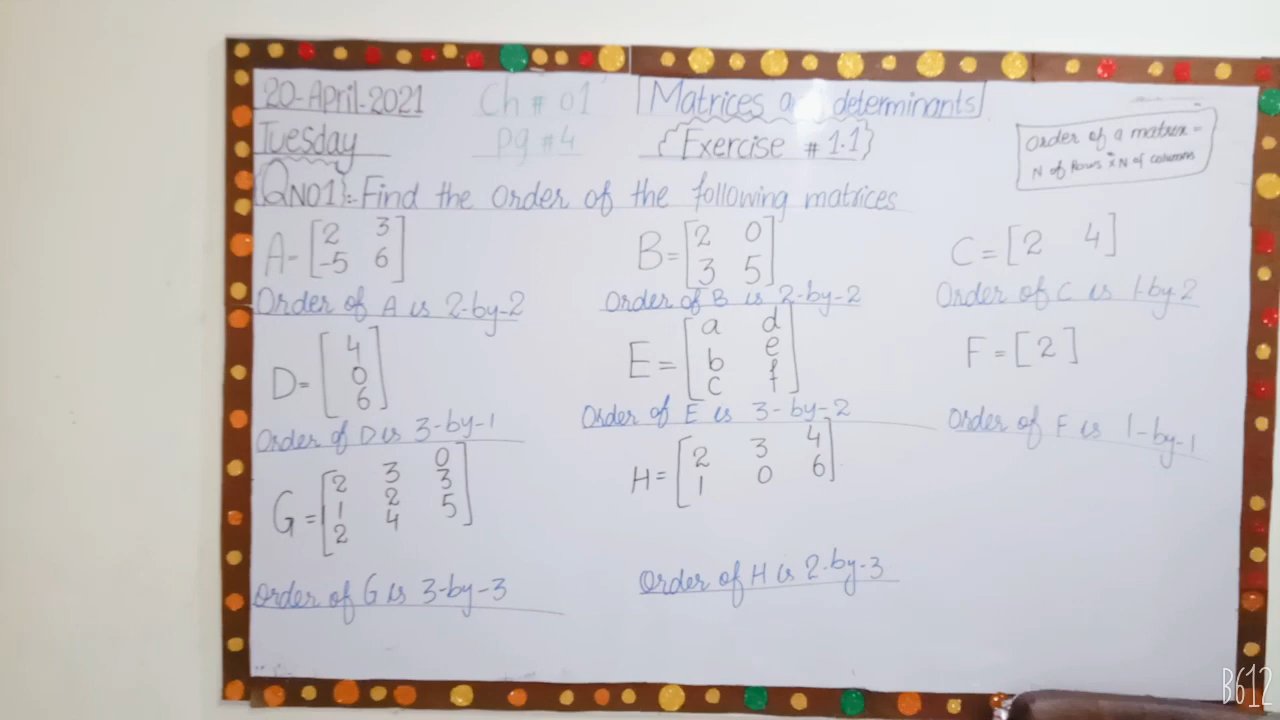 20-April-2021 Ch # 01 Matrices a determinants
Tuesday pg #4 {Exercise # 1.1}
Order of a matrix =
N of Rows × N of columns
QNO1}:-Find the order of the following matrices
A= [2 3
-5 6]
B= [2 0
3 5]
C = [2 4]
Order of A is 2-by-2
Order of B is 2-by-2
Order of C is 1-by 2
D= [4
0
6]
E= [a d
b e
c f]
F = [2]
Order of D is 3-by-1
Order of E is 3-by-2
Order of F is 1-by-1
G = [2 3 0
1 2 3
2 4 5]
H= [2 3 4
1 0 6]
Order of G is 3-by-3
Order of H is 2-by-3
B612